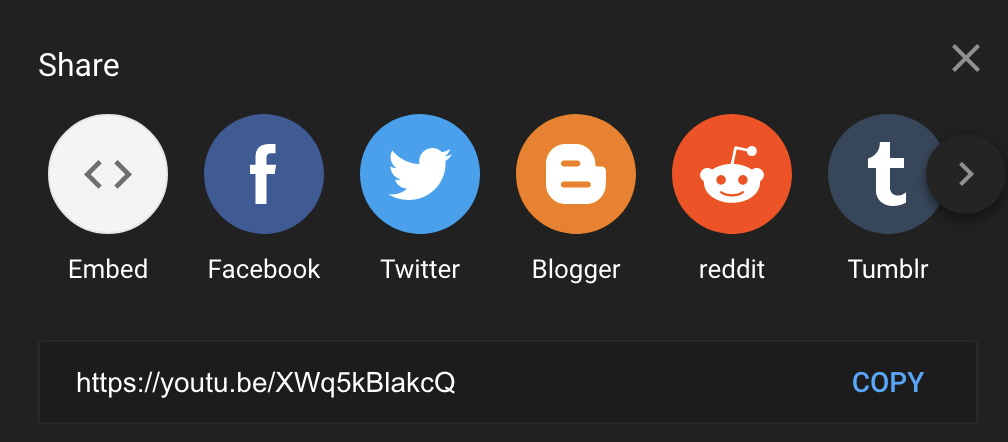 Share
Embed
Facebook
Twitter
Blogger
reddit
Tumblr
https://youtu.be/XWq5kBlakcQ
COPY